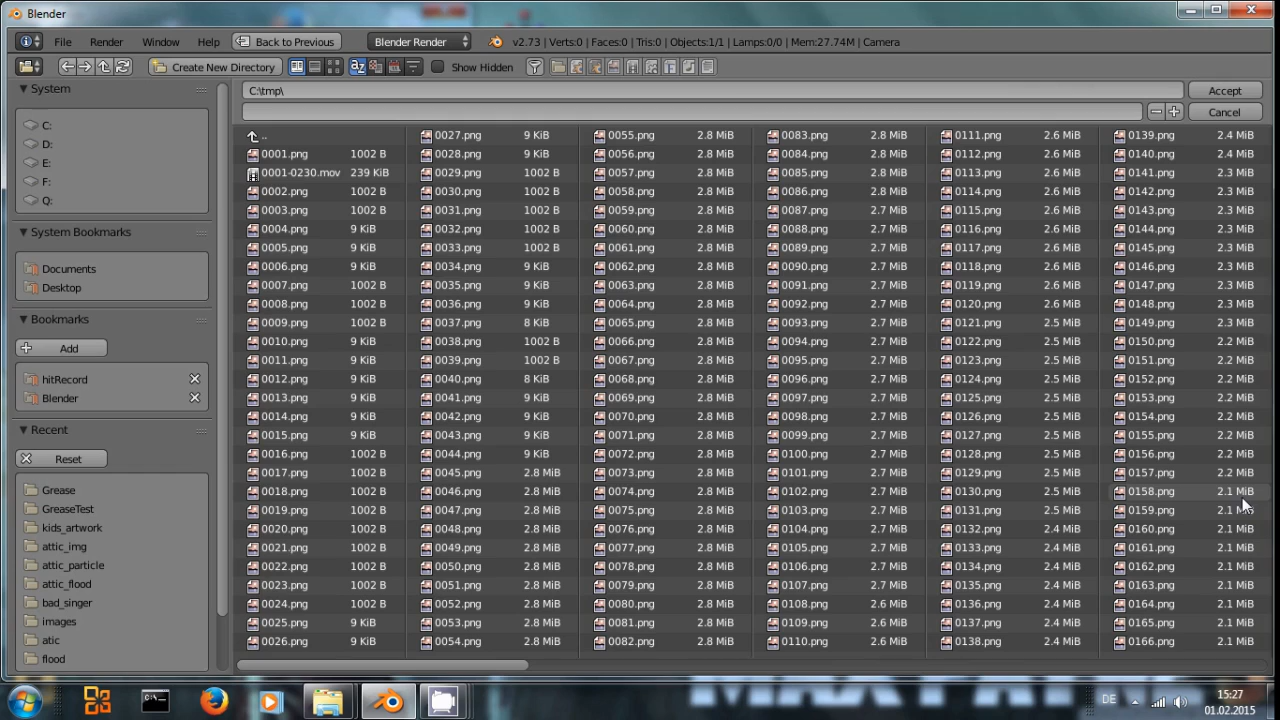 Blender
File Render Window Help Back to Previous Blender Render v2.73 | Verts:0 | Faces:0 | Tris:0 | Objects:1/1 | Lamps:0/0 | Mem:27.74M | Camera
Create New Directory Show Hidden
System
C:
D:
E:
F:
Q:
System Bookmarks
Documents
Desktop
Bookmarks
Add
hitRecord
Blender
Recent
Reset
Grease
GreaseTest
kids_artwork
attic_img
attic_particle
attic_flood
bad_singer
images
atic
flood
C:\tmp\
Accept
Cancel
..
0001.png 1002 B
0001-0230.mov 239 KiB
0002.png 1002 B
0003.png 1002 B
0004.png 9 KiB
0005.png 9 KiB
0006.png 9 KiB
0007.png 1002 B
0008.png 1002 B
0009.png 1002 B
0010.png 9 KiB
0011.png 9 KiB
0012.png 9 KiB
0013.png 9 KiB
0014.png 9 KiB
0015.png 9 KiB
0016.png 1002 B
0017.png 1002 B
0018.png 1002 B
0019.png 1002 B
0020.png 1002 B
0021.png 1002 B
0022.png 1002 B
0023.png 1002 B
0024.png 1002 B
0025.png 9 KiB
0026.png 9 KiB
0027.png 9 KiB
0028.png 9 KiB
0029.png 1002 B
0030.png 1002 B
0031.png 1002 B
0032.png 1002 B
0033.png 1002 B
0034.png 9 KiB
0035.png 9 KiB
0036.png 9 KiB
0037.png 8 KiB
0038.png 1002 B
0039.png 1002 B
0040.png 8 KiB
0041.png 9 KiB
0042.png 9 KiB
0043.png 9 KiB
0044.png 9 KiB
0045.png 2.8 MiB
0046.png 2.8 MiB
0047.png 2.8 MiB
0048.png 2.8 MiB
0049.png 2.8 MiB
0050.png 2.8 MiB
0051.png 2.8 MiB
0052.png 2.8 MiB
0053.png 2.8 MiB
0054.png 2.8 MiB
0055.png 2.8 MiB
0056.png 2.8 MiB
0057.png 2.8 MiB
0058.png 2.8 MiB
0059.png 2.8 MiB
0060.png 2.8 MiB
0061.png 2.8 MiB
0062.png 2.8 MiB
0063.png 2.8 MiB
0064.png 2.8 MiB
0065.png 2.8 MiB
0066.png 2.8 MiB
0067.png 2.8 MiB
0068.png 2.8 MiB
0069.png 2.8 MiB
0070.png 2.8 MiB
0071.png 2.8 MiB
0072.png 2.8 MiB
0073.png 2.8 MiB
0074.png 2.8 MiB
0075.png 2.8 MiB
0076.png 2.8 MiB
0077.png 2.8 MiB
0078.png 2.8 MiB
0079.png 2.8 MiB
0080.png 2.8 MiB
0081.png 2.8 MiB
0082.png 2.8 MiB
0083.png 2.8 MiB
0084.png 2.8 MiB
0085.png 2.8 MiB
0086.png 2.8 MiB
0087.png 2.7 MiB
0088.png 2.7 MiB
0089.png 2.7 MiB
0090.png 2.7 MiB
0091.png 2.7 MiB
0092.png 2.7 MiB
0093.png 2.7 MiB
0094.png 2.7 MiB
0095.png 2.7 MiB
0096.png 2.7 MiB
0097.png 2.7 MiB
0098.png 2.7 MiB
0099.png 2.7 MiB
0100.png 2.7 MiB
0101.png 2.7 MiB
0102.png 2.7 MiB
0103.png 2.7 MiB
0104.png 2.7 MiB
0105.png 2.7 MiB
0106.png 2.7 MiB
0107.png 2.7 MiB
0108.png 2.6 MiB
0109.png 2.6 MiB
0110.png 2.6 MiB
0111.png 2.6 MiB
0112.png 2.6 MiB
0113.png 2.6 MiB
0114.png 2.6 MiB
0115.png 2.6 MiB
0116.png 2.6 MiB
0117.png 2.6 MiB
0118.png 2.6 MiB
0119.png 2.6 MiB
0120.png 2.6 MiB
0121.png 2.5 MiB
0122.png 2.5 MiB
0123.png 2.5 MiB
0124.png 2.5 MiB
0125.png 2.5 MiB
0126.png 2.5 MiB
0127.png 2.5 MiB
0128.png 2.5 MiB
0129.png 2.5 MiB
0130.png 2.5 MiB
0131.png 2.5 MiB
0132.png 2.4 MiB
0133.png 2.4 MiB
0134.png 2.4 MiB
0135.png 2.4 MiB
0136.png 2.4 MiB
0137.png 2.4 MiB
0138.png 2.4 MiB
0139.png 2.4 MiB
0140.png 2.4 MiB
0141.png 2.3 MiB
0142.png 2.3 MiB
0143.png 2.3 MiB
0144.png 2.3 MiB
0145.png 2.3 MiB
0146.png 2.3 MiB
0147.png 2.3 MiB
0148.png 2.3 MiB
0149.png 2.3 MiB
0150.png 2.2 MiB
0151.png 2.2 MiB
0152.png 2.2 MiB
0153.png 2.2 MiB
0154.png 2.2 MiB
0155.png 2.2 MiB
0156.png 2.2 MiB
0157.png 2.2 MiB
0158.png 2.1 MiB
0159.png 2.1 MiB
0160.png 2.1 MiB
0161.png 2.1 MiB
0162.png 2.1 MiB
0163.png 2.1 MiB
0164.png 2.1 MiB
0165.png 2.1 MiB
0166.png 2.1 MiB
DE 15:27
01.02.2015